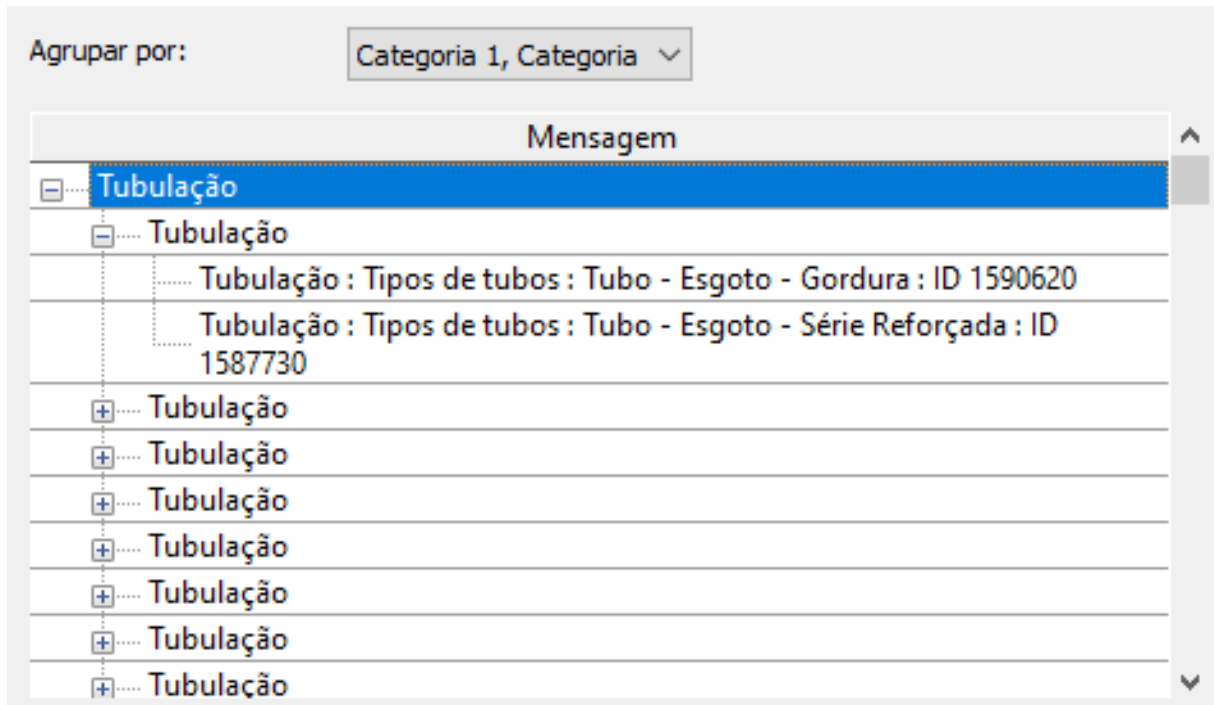 Agrupar por:
Categoria 1, Categoria
Mensagem
Tubulação
Tubulação
Tubulação : Tipos de tubos : Tubo - Esgoto - Gordura : ID 1590620
Tubulação : Tipos de tubos : Tubo - Esgoto - Série Reforçada : ID
1587730
Tubulação
Tubulação
Tubulação
Tubulação
Tubulação
Tubulação
Tubulação